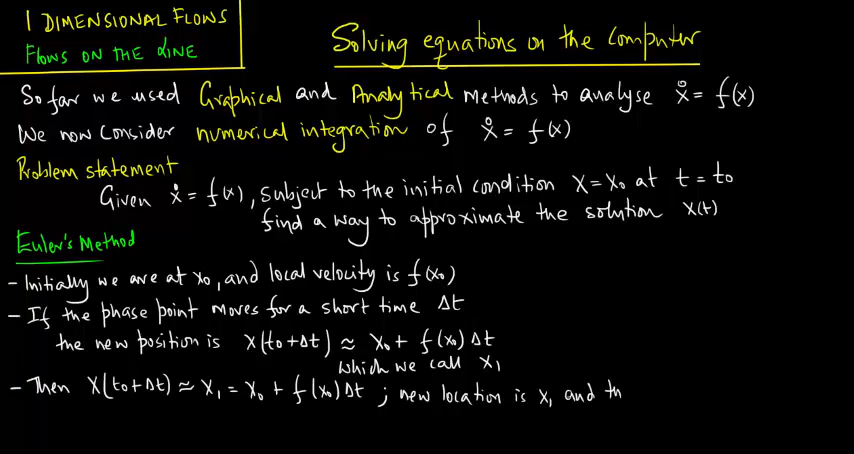 1 DIMENSIONAL FLOWS
FLOWS ON THE LINE
Solving equations on the computer
So far we used Graphical and Analytical methods to analyse ẋ = f(x)
We now consider numerical integration of ẋ = f(x)
Problem statement
Given ẋ = f(x), subject to the initial condition X = X₀ at t = t₀
find a way to approximate the solution X(t)
Euler's Method
- Initially we are at x₀, and local velocity is f(x₀)
- If the phase point moves for a short time Δt
the new position is X(t₀+Δt) ≈ X₀ + f(x₀) Δt
which we call X₁
- Then X(t₀+Δt) ≈ X₁ = X₀ + f(x₀) Δt ; new location is X₁ and th